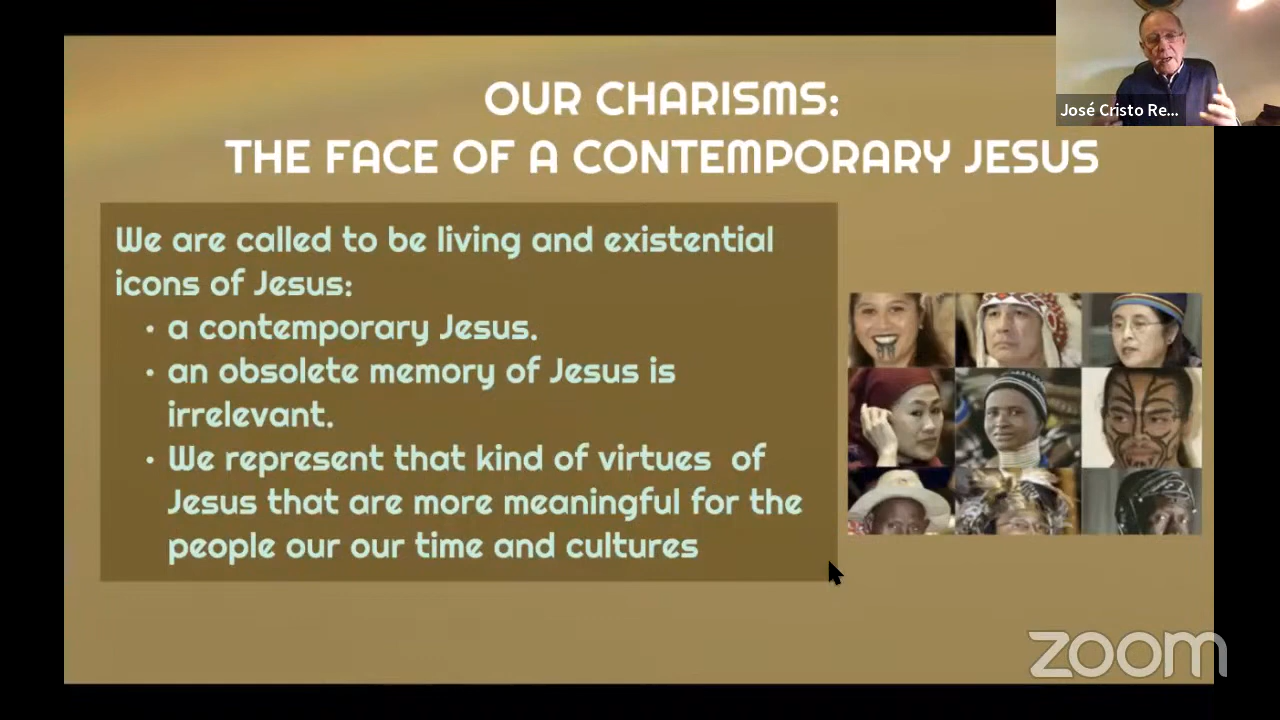 OUR CHARISMS:
THE FACE OF A CONTEMPORARY JESUS
José Cristo Re...
We are called to be living and existential
icons of Jesus:
• a contemporary Jesus.
• an obsolete memory of Jesus is
irrelevant.
• We represent that kind of virtues of
Jesus that are more meaningful for the
people our our time and cultures
zoom